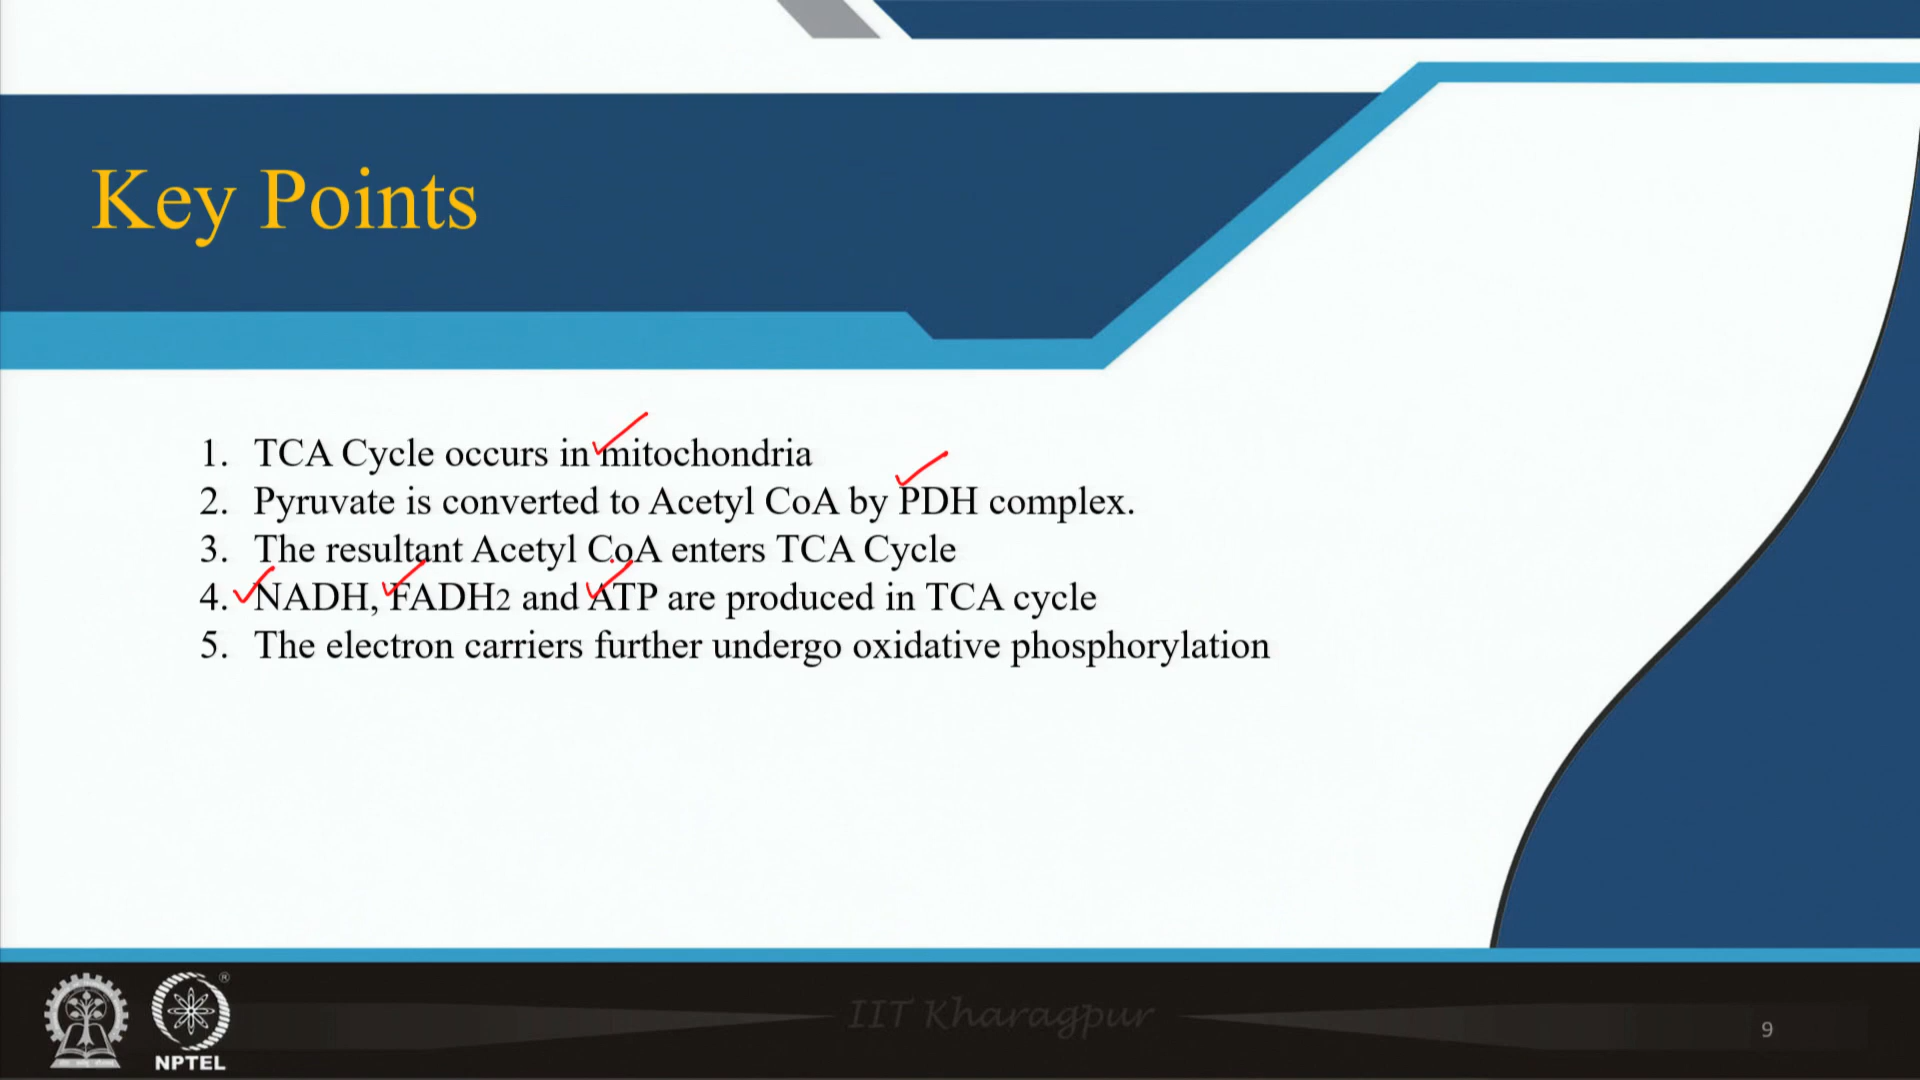 Key Points
1. TCA Cycle occurs in mitochondria
2. Pyruvate is converted to Acetyl CoA by PDH complex.
3. The resultant Acetyl CoA enters TCA Cycle
4. NADH, FADH2 and ATP are produced in TCA cycle
5. The electron carriers further undergo oxidative phosphorylation
®
NPTEL
IIT Kharagpur
9